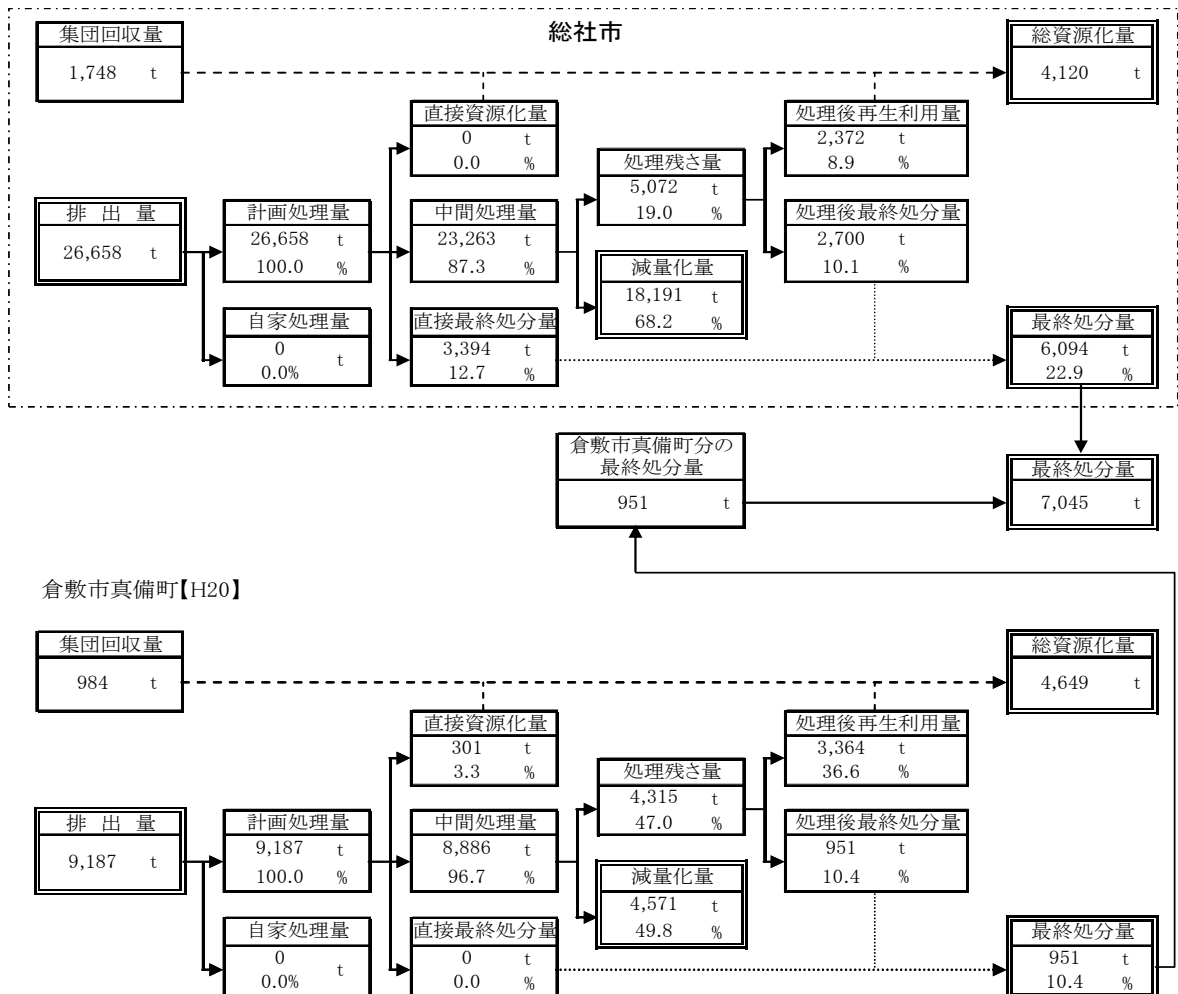 総社市
集団回収量
1,748 t
総資源化量
4,120 t
直接資源化量
0 t
0.0 %
処理後再生利用量
2,372 t
8.9 %
処理残さ量
5,072 t
19.0 %
排 出 量
26,658 t
計画処理量
26,658 t
100.0 %
中間処理量
23,263 t
87.3 %
処理後最終処分量
2,700 t
10.1 %
減量化量
18,191 t
68.2 %
自家処理量
0 t
0.0%
直接最終処分量
3,394 t
12.7 %
最終処分量
6,094 t
22.9 %
倉敷市真備町分の
最終処分量
951 t
最終処分量
7,045 t
倉敷市真備町【H20】
集団回収量
984 t
総資源化量
4,649 t
直接資源化量
301 t
3.3 %
処理後再生利用量
3,364 t
36.6 %
処理残さ量
4,315 t
47.0 %
排 出 量
9,187 t
計画処理量
9,187 t
100.0 %
中間処理量
8,886 t
96.7 %
処理後最終処分量
951 t
10.4 %
減量化量
4,571 t
49.8 %
自家処理量
0 t
0.0%
直接最終処分量
0 t
0.0 %
最終処分量
951 t
10.4 %